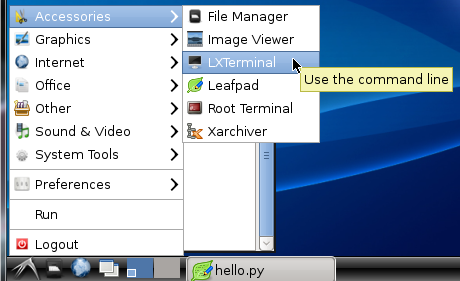 Accessories
Graphics
Internet
Office
Other
Sound & Video
System Tools
Preferences
Run
Logout
File Manager
Image Viewer
LXTerminal
Leafpad
Root Terminal
Xarchiver
Use the command line
hello.py